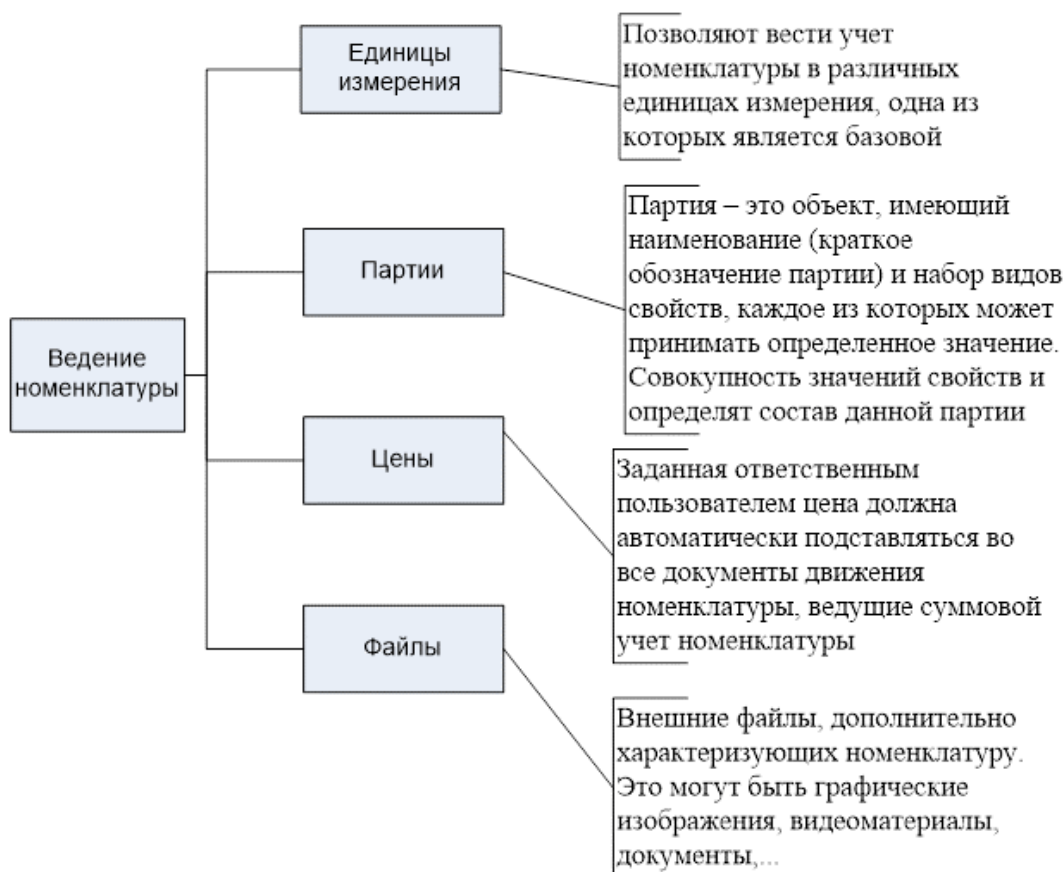 Ведение
номенклатуры
Единицы
измерения
Позволяют вести учет
номенклатуры в различных
единицах измерения, одна из
которых является базовой
Партии
Партия – это объект, имеющий
наименование (краткое
обозначение партии) и набор видов
свойств, каждое из которых может
принимать определенное значение.
Совокупность значений свойств и
определят состав данной партии
Цены
Заданная ответственным
пользователем цена должна
автоматически подставляться во
все документы движения
номенклатуры, ведущие суммовой
учет номенклатуры
Файлы
Внешние файлы, дополнительно
характеризующих номенклатуру.
Это могут быть графические
изображения, видеоматериалы,
документы,...